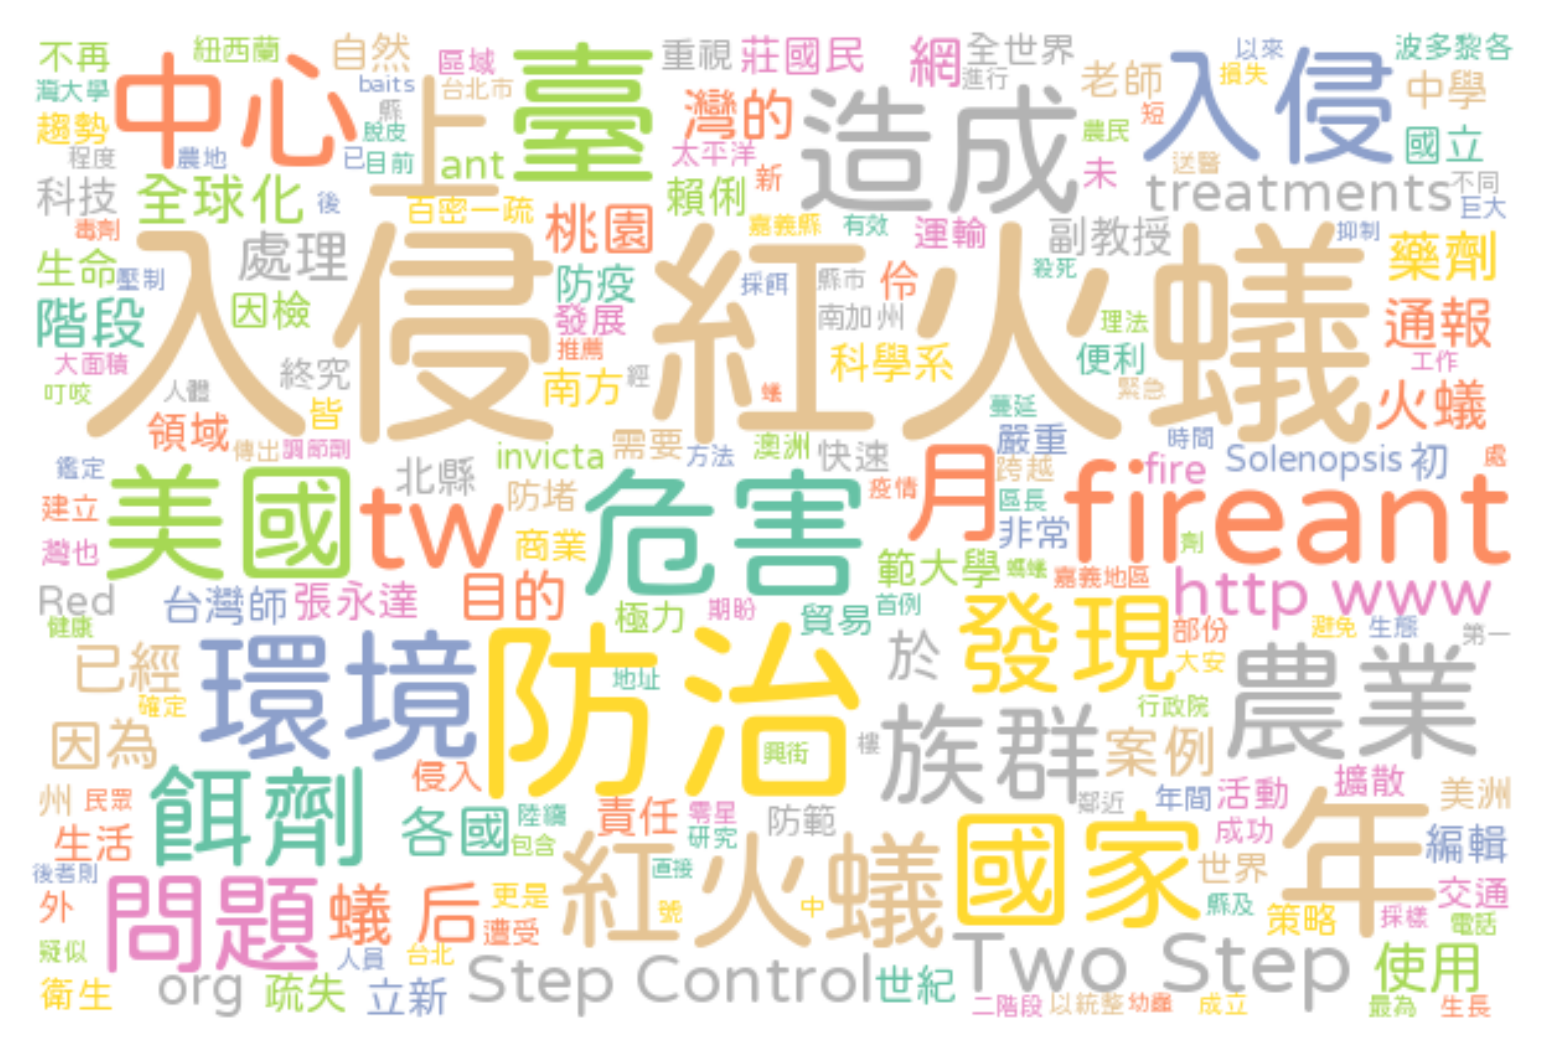 不再 紐西蘭 自然 區域 臺 重視 莊國民 網 全世界 以來 波多黎各
灣大學 中心 上 baits 台北市 進行 老師 損失 入侵 中學
趨勢 縣 脫皮 灣的 造成 短 農民 國立
程度 農地 已 目前 ant 太平洋 新 未 送醫 不同
科技 全球化 後 百密一疏 賴俐 treatments 巨大
毒劑 處理 桃園 嘉義縣 有效 運輸 副教授 抑制 藥劑
生命 壓制 入侵 紅火蟻 防疫 採餌 縣市 伶 殺死
階段 因檢 發展 南加州 理法 通報
大面積 終究 推薦 科學系 便利 工作
叮咬 人體 皆 南方 經 蟻 蔓延 緊急 火蟻
領域 傳出 調節劑 invicta 需要 方法 澳洲 快速 嚴重 時間
鑑定 北縣 防堵 疫情 月 跨越 fire Solenopsis 初 處
建立 美國 tw 危害 區長 fireant
灣也 商業 非常 劑
Red 台灣師 張永達 目的 範大學 螞蟻 嘉義地區 http www
健康 極力 期盼 貿易 首例 發現 部份 避免 生態 第一
已經 環境 防治 地址 於 大安 農業
確定 行政院
因為 興街 樓 族群 案例
侵入 擴散
州 民眾 餌劑 各國 陸續 責任 零星 防範 鄰近 年間 活動 年 美洲
生活 包含 研究 成功 編輯
後者則 紅火蟻 直接 國家 世界
外 問題 蟻 后 更是 號 中 縣及 策略 採樣 交通
疑似 人員 台北 遭受 電話
衛生 org 疏失 立新 Step Control 世紀 Two Step 使用
二階段 以統整 幼蟲 成立 最為 生長